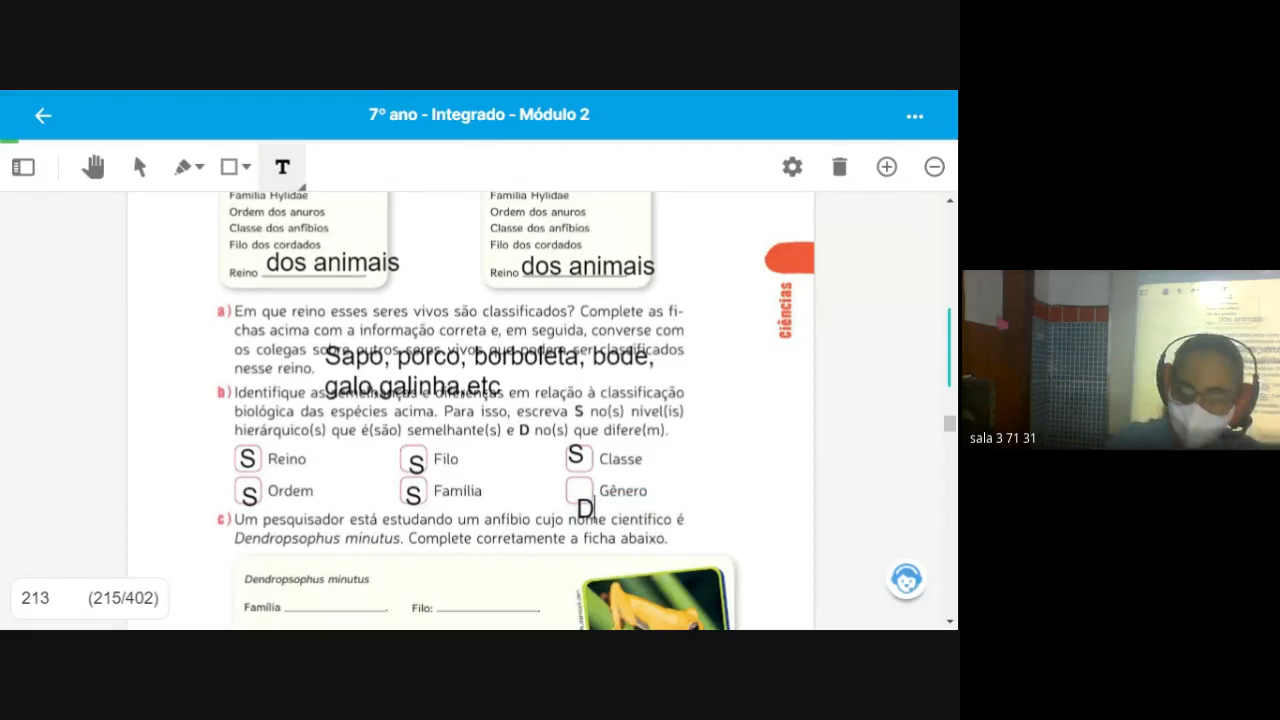 7º ano - Integrado - Módulo 2
T
Família Hylidae
Ordem dos anuros
Classe dos anfíbios
Filo dos cordados
Reino dos animais
Família Hylidae
Ordem dos anuros
Classe dos anfíbios
Filo dos cordados
Reino dos animais
Ciências
a) Em que reino esses seres vivos são classificados? Complete as fi-
chas acima com a informação correta e, em seguida, converse com
os colegas sobre outros seres vivos que podem ser classificados
nesse reino.
Sapo, porco, borboleta, bode,
galo,galinha,etc
b) Identifique as semelhanças e diferenças em relação à classificação
biológica das espécies acima. Para isso, escreva S no(s) nível(is)
hierárquico(s) que é(são) semelhante(s) e D no(s) que difere(m).
S Reino S Filo S Classe
S Ordem S Família D Gênero
c) Um pesquisador está estudando um anfíbio cujo nome científico é
Dendropsophus minutus. Complete corretamente a ficha abaixo.
Dendropsophus minutus
Família Filo:
213 (215/402)
sala 3 71 31